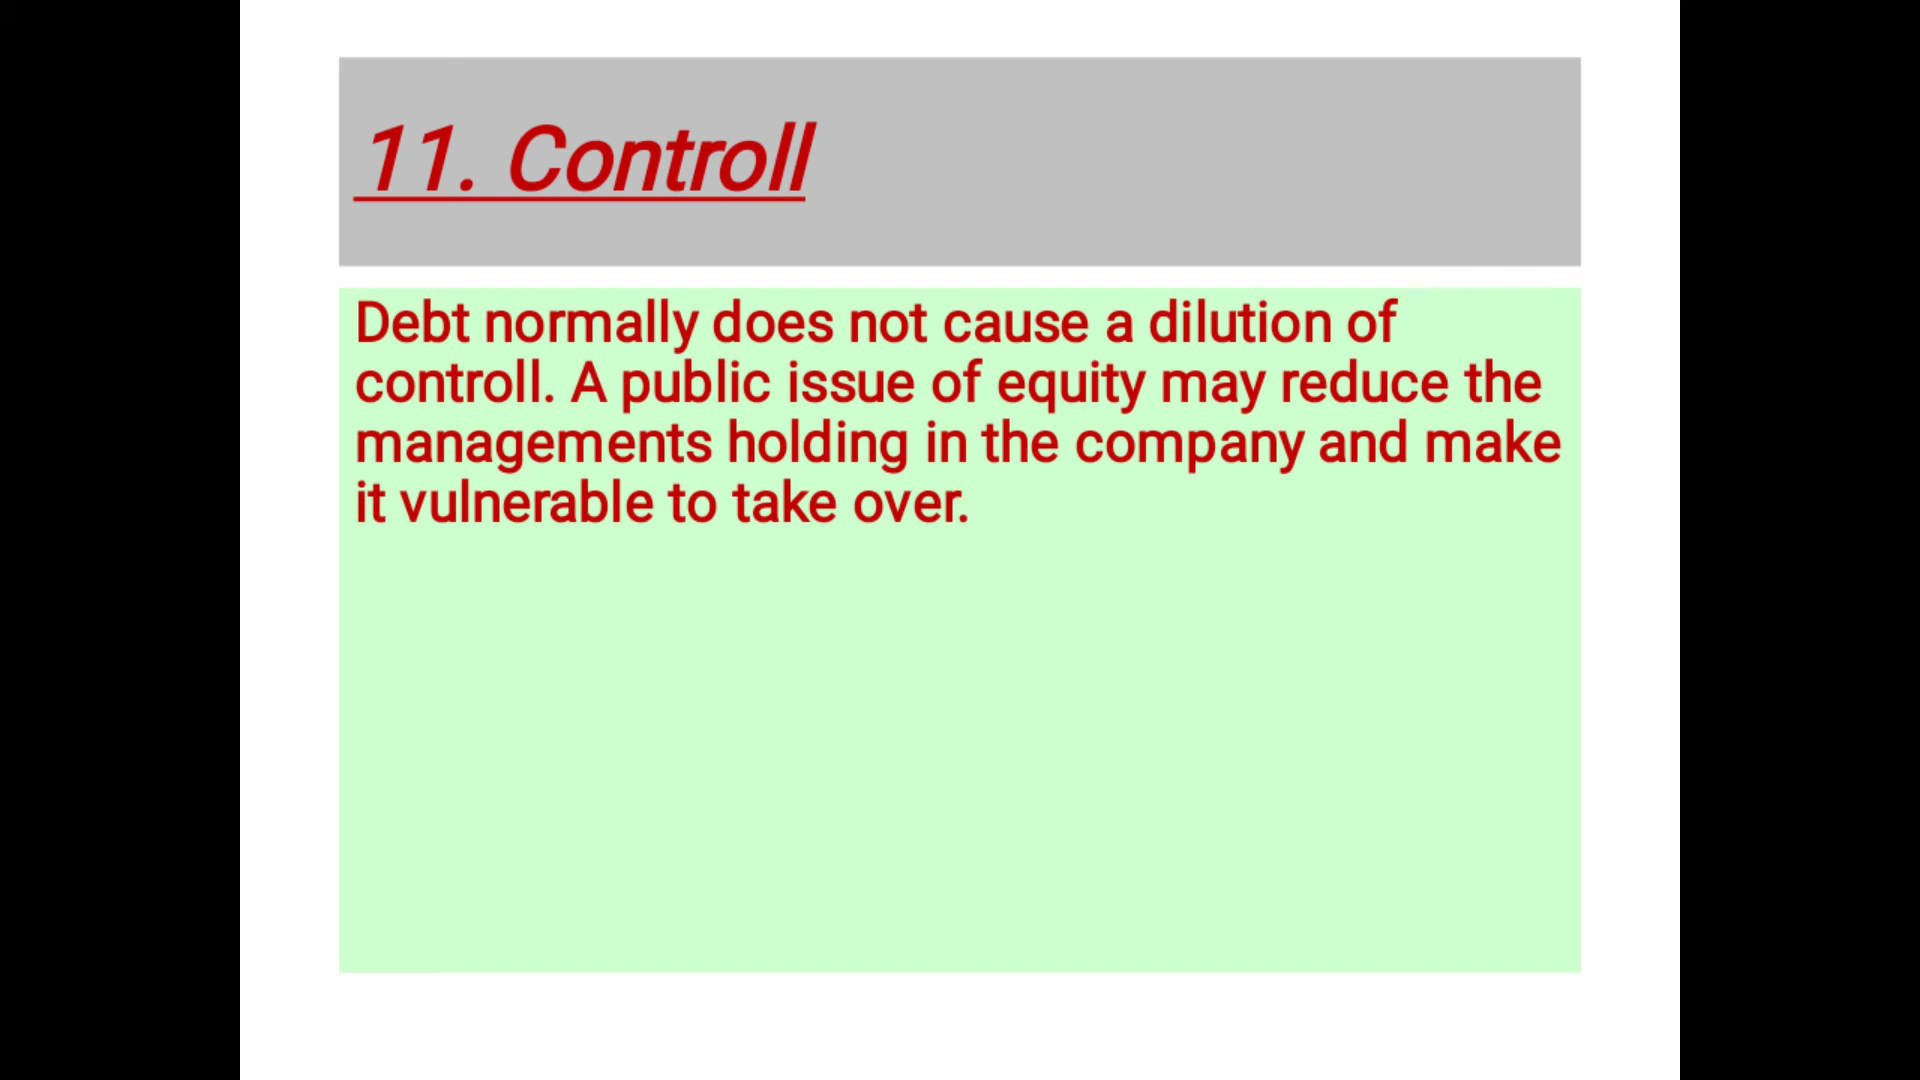 11. Controll
Debt normally does not cause a dilution of
controll. A public issue of equity may reduce the
managements holding in the company and make
it vulnerable to take over.